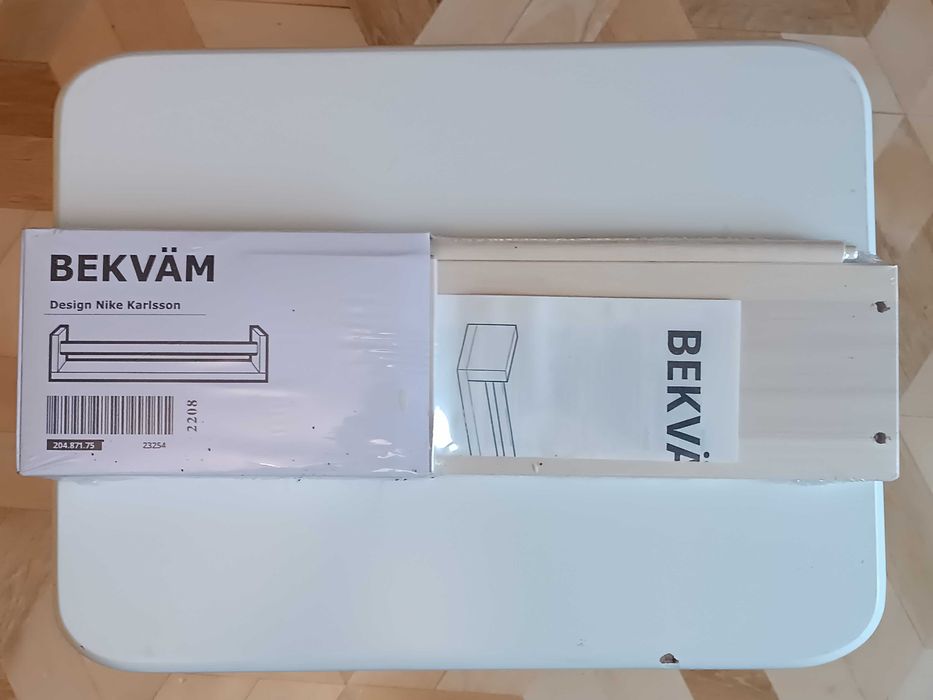 BEKVÄM
Design Nike Karlsson
2208
204.871.75 23254
BEKVÄ